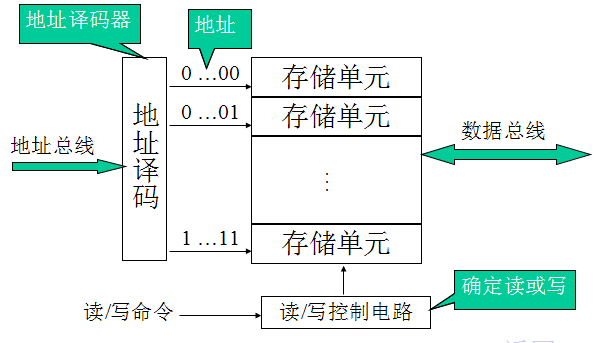 地址译码器
地址
0 …00
存储单元
0 …01
存储单元
地址译码
地址总线
数据总线
⋮
1 …11
存储单元
确定读或写
读/写命令
读/写控制电路